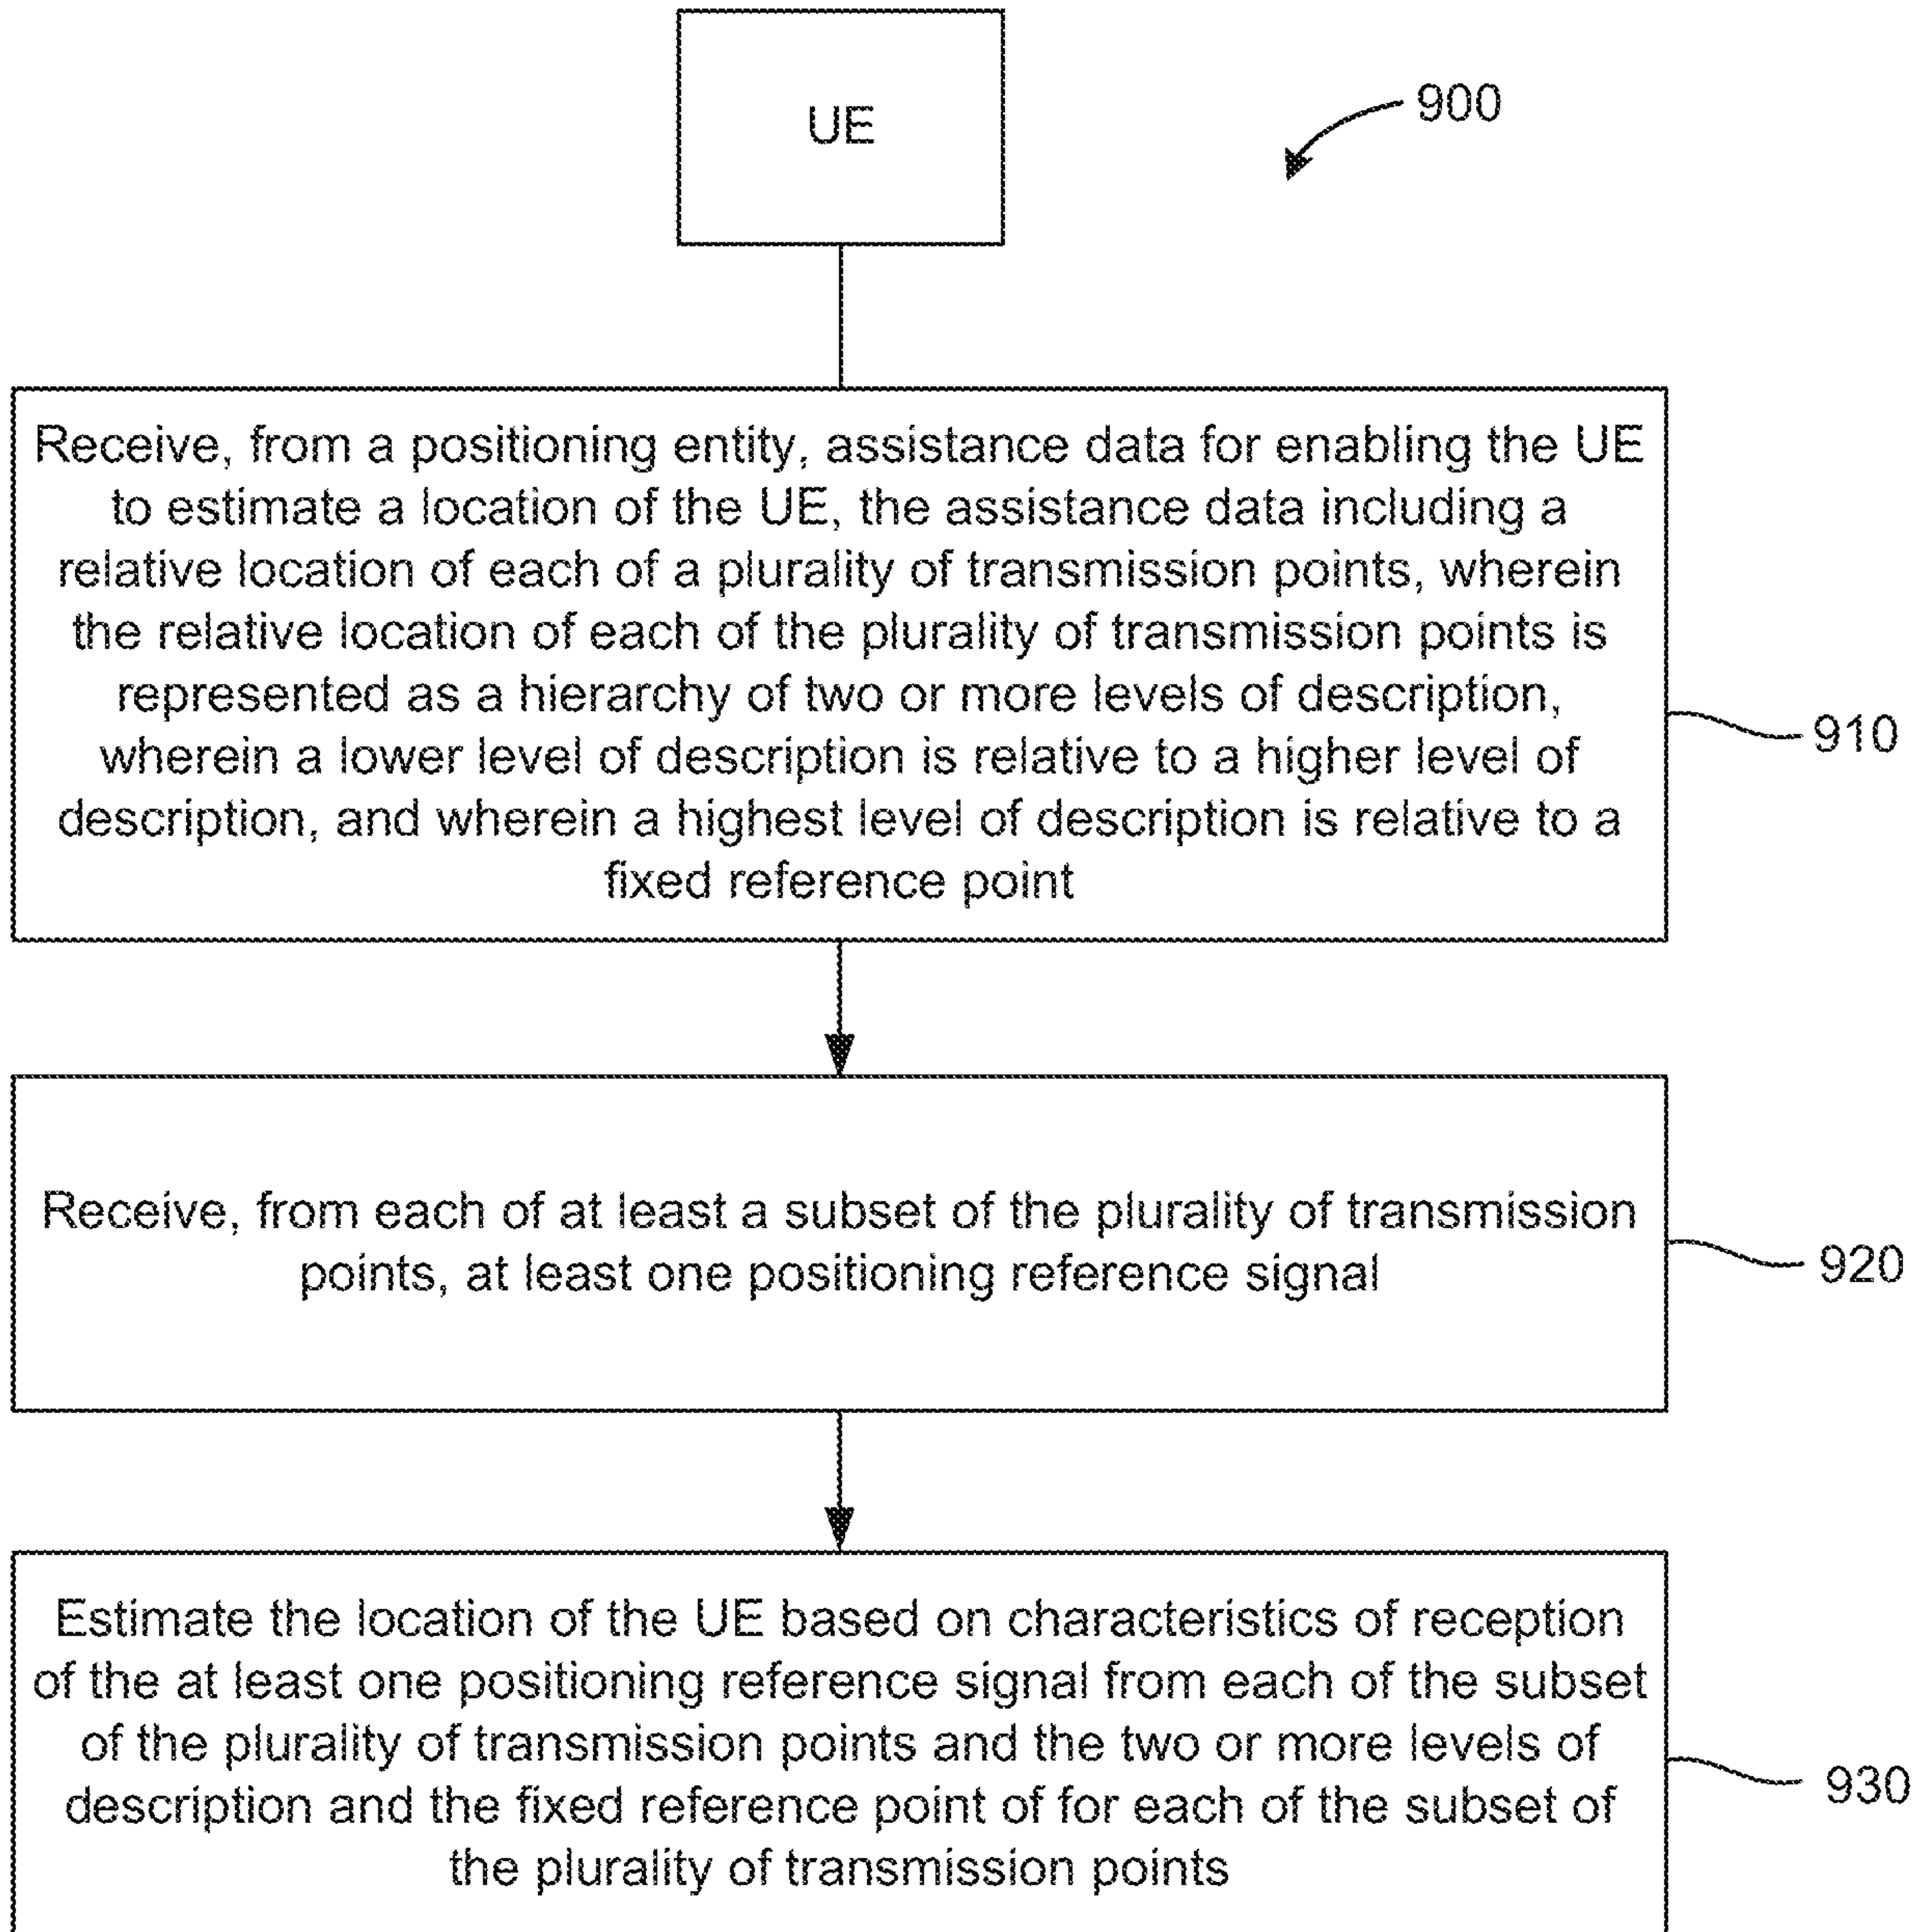 UE
900
Receive, from a positioning entity, assistance data for enabling the UE
to estimate a location of the UE, the assistance data including a
relative location of each of a plurality of transmission points, wherein
the relative location of each of the plurality of transmission points is
represented as a hierarchy of two or more levels of description,
wherein a lower level of description is relative to a higher level of
description, and wherein a highest level of description is relative to a
fixed reference point
910
Receive, from each of at least a subset of the plurality of transmission
points, at least one positioning reference signal
920
Estimate the location of the UE based on characteristics of reception
of the at least one positioning reference signal from each of the subset
of the plurality of transmission points and the two or more levels of
description and the fixed reference point of for each of the subset of
the plurality of transmission points
930